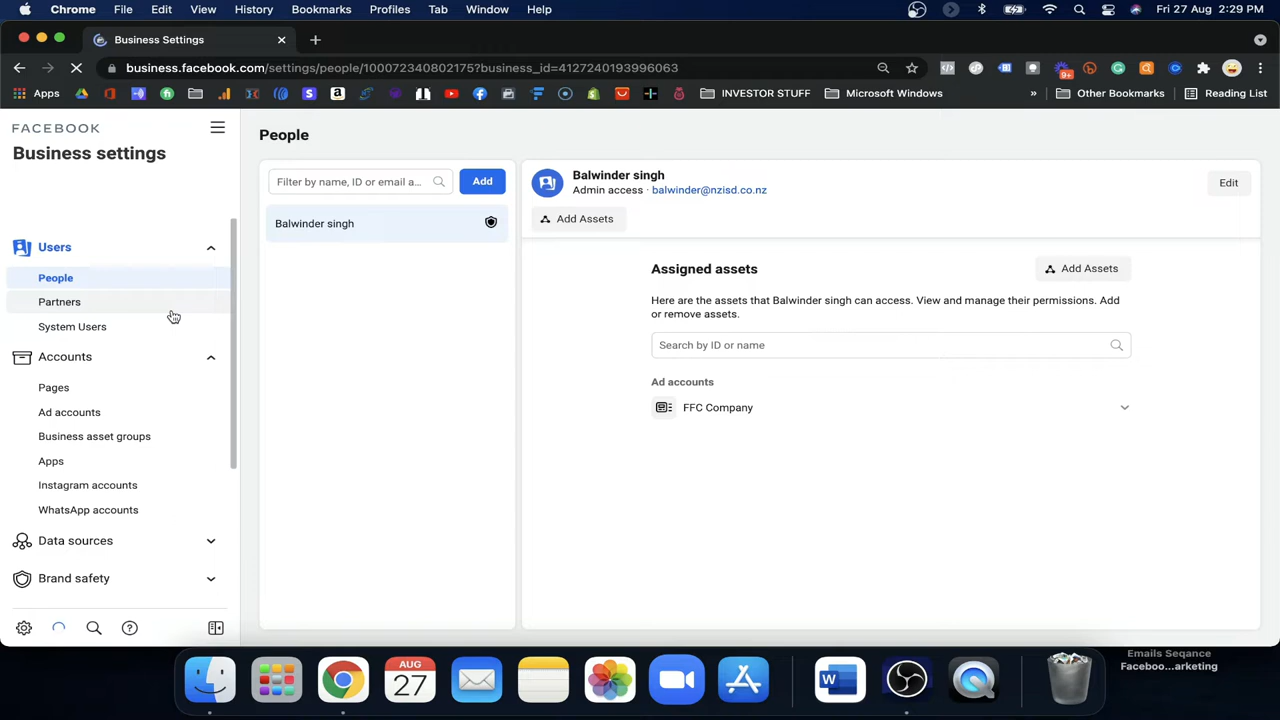 Chrome File Edit View History Bookmarks Profiles Tab Window Help Fri 27 Aug 2:29 PM
Business Settings
business.facebook.com/settings/people/100072340802175?business_id=4127240193996063
Apps INVESTOR STUFF Microsoft Windows » Other Bookmarks Reading List
9+
FACEBOOK
Business settings
Users
People
Partners
System Users
Accounts
Pages
Ad accounts
Business asset groups
Apps
Instagram accounts
WhatsApp accounts
Data sources
Brand safety
People
Filter by name, ID or email a...
Add
Balwinder singh
Balwinder singh
Admin access · balwinder@nzisd.co.nz
Edit
Add Assets
Assigned assets
Add Assets
Here are the assets that Balwinder singh can access. View and manage their permissions. Add
or remove assets.
Search by ID or name
Ad accounts
FFC Company
Emails Seqance
Faceboo...arketing
AUG
27